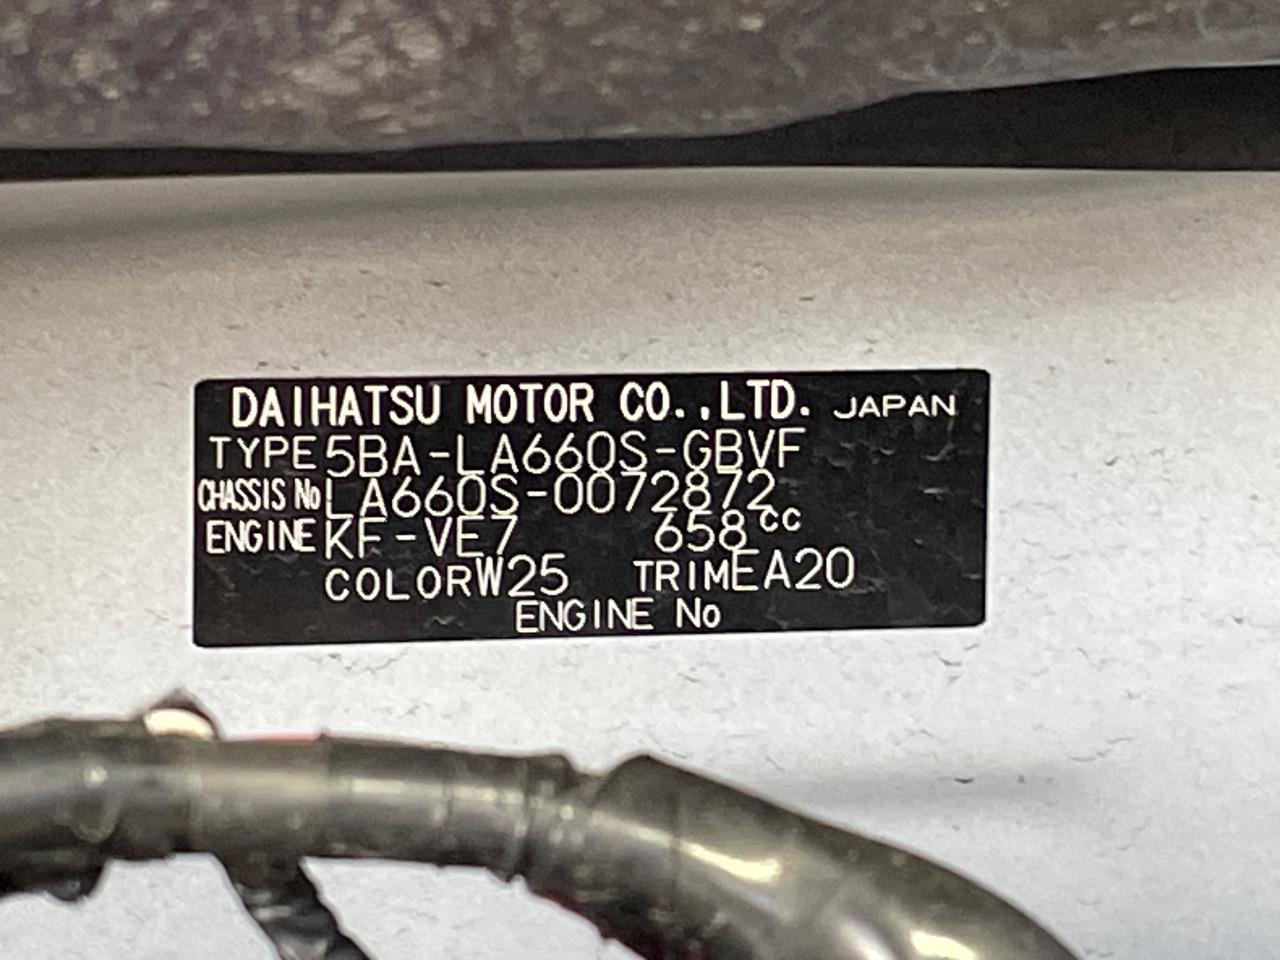 DAIHATSU MOTOR CO.,LTD. JAPAN
TYPE 5BA-LA660S-GBVF
CHASSIS No LA660S-0072872
ENGINE KF-VE7 658cc
COLOR W25 TRIM EA20
ENGINE No